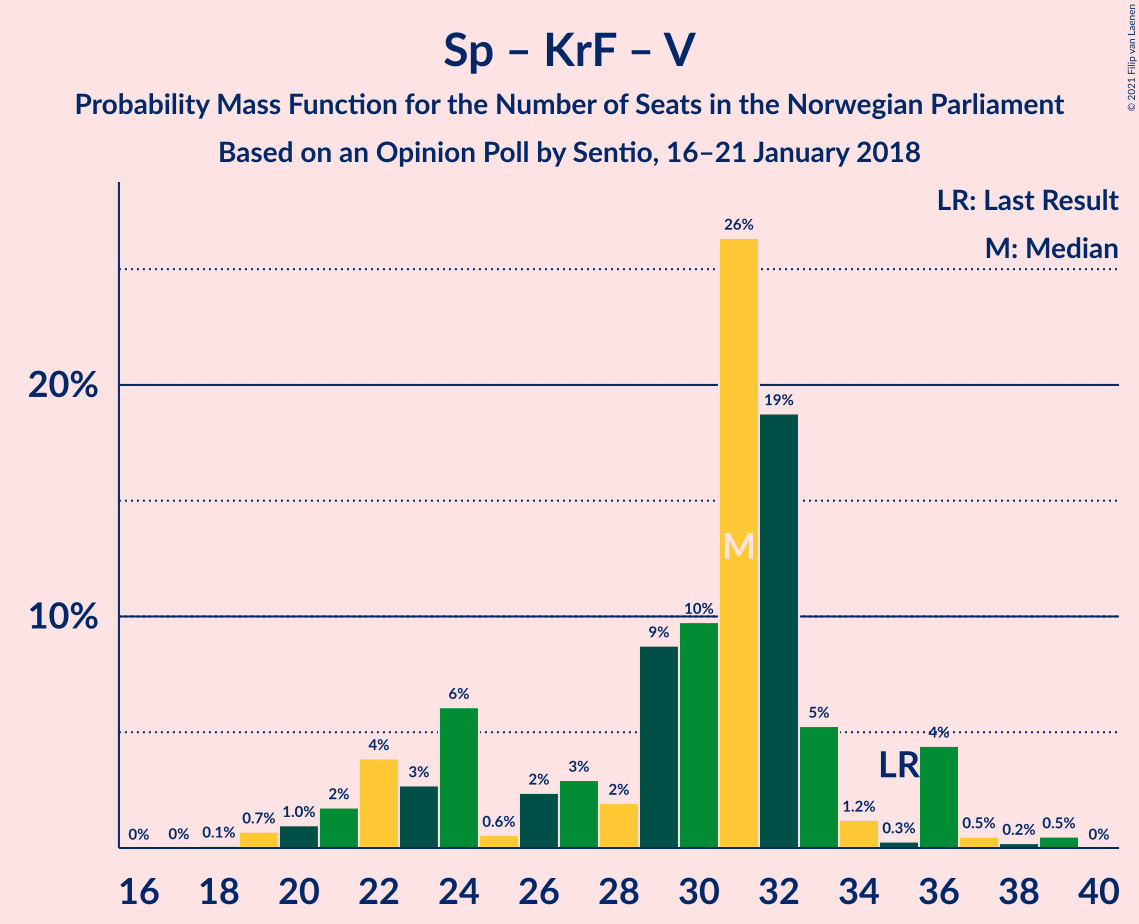 Sp – KrF – V
Probability Mass Function for the Number of Seats in the Norwegian Parliament
Based on an Opinion Poll by Sentio, 16–21 January 2018
© 2021 Filip van Laenen
LR: Last Result
M: Median
20%
10%
0% 0% 0.1% 0.7% 1.0% 2% 4% 3% 6% 0.6% 2% 3% 2% 9% 10% 26% 19% 5% 1.2% 0.3% 4% 0.5% 0.2% 0.5% 0%
M
LR
16 18 20 22 24 26 28 30 32 34 36 38 40